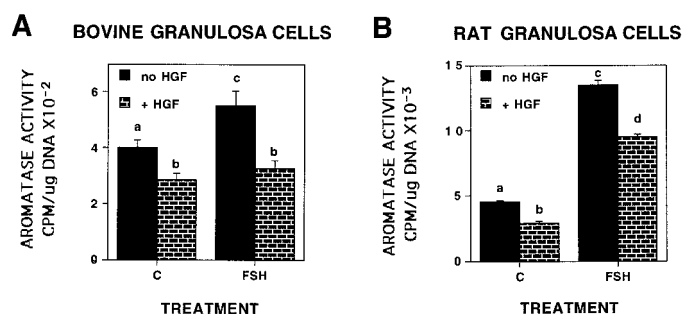 A BOVINE GRANULOSA CELLS
AROMATASE ACTIVITY
CPM/ug DNA X10-2
6
4
2
0
no HGF
+ HGF
a
b
c
b
C FSH
TREATMENT
B RAT GRANULOSA CELLS
AROMATASE ACTIVITY
CPM/ug DNA X10-3
15
10
5
0
no HGF
+ HGF
a
b
c
d
C FSH
TREATMENT